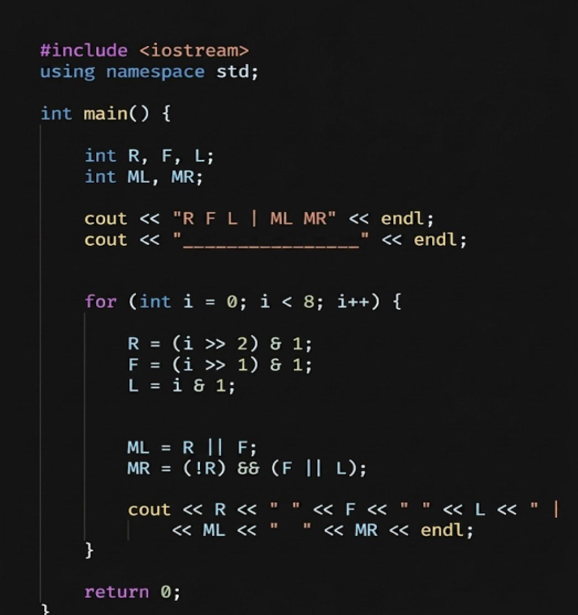 #include <iostream>
using namespace std;
int main() {
int R, F, L;
int ML, MR;
cout << "R F L | ML MR" << endl;
cout << "________________" << endl;
for (int i = 0; i < 8; i++) {
R = (i >> 2) & 1;
F = (i >> 1) & 1;
L = i & 1;
ML = R || F;
MR = (!R) && (F || L);
cout << R << " " << F << " " << L << " |
<< ML << "  " << MR << endl;
}
return 0;
}